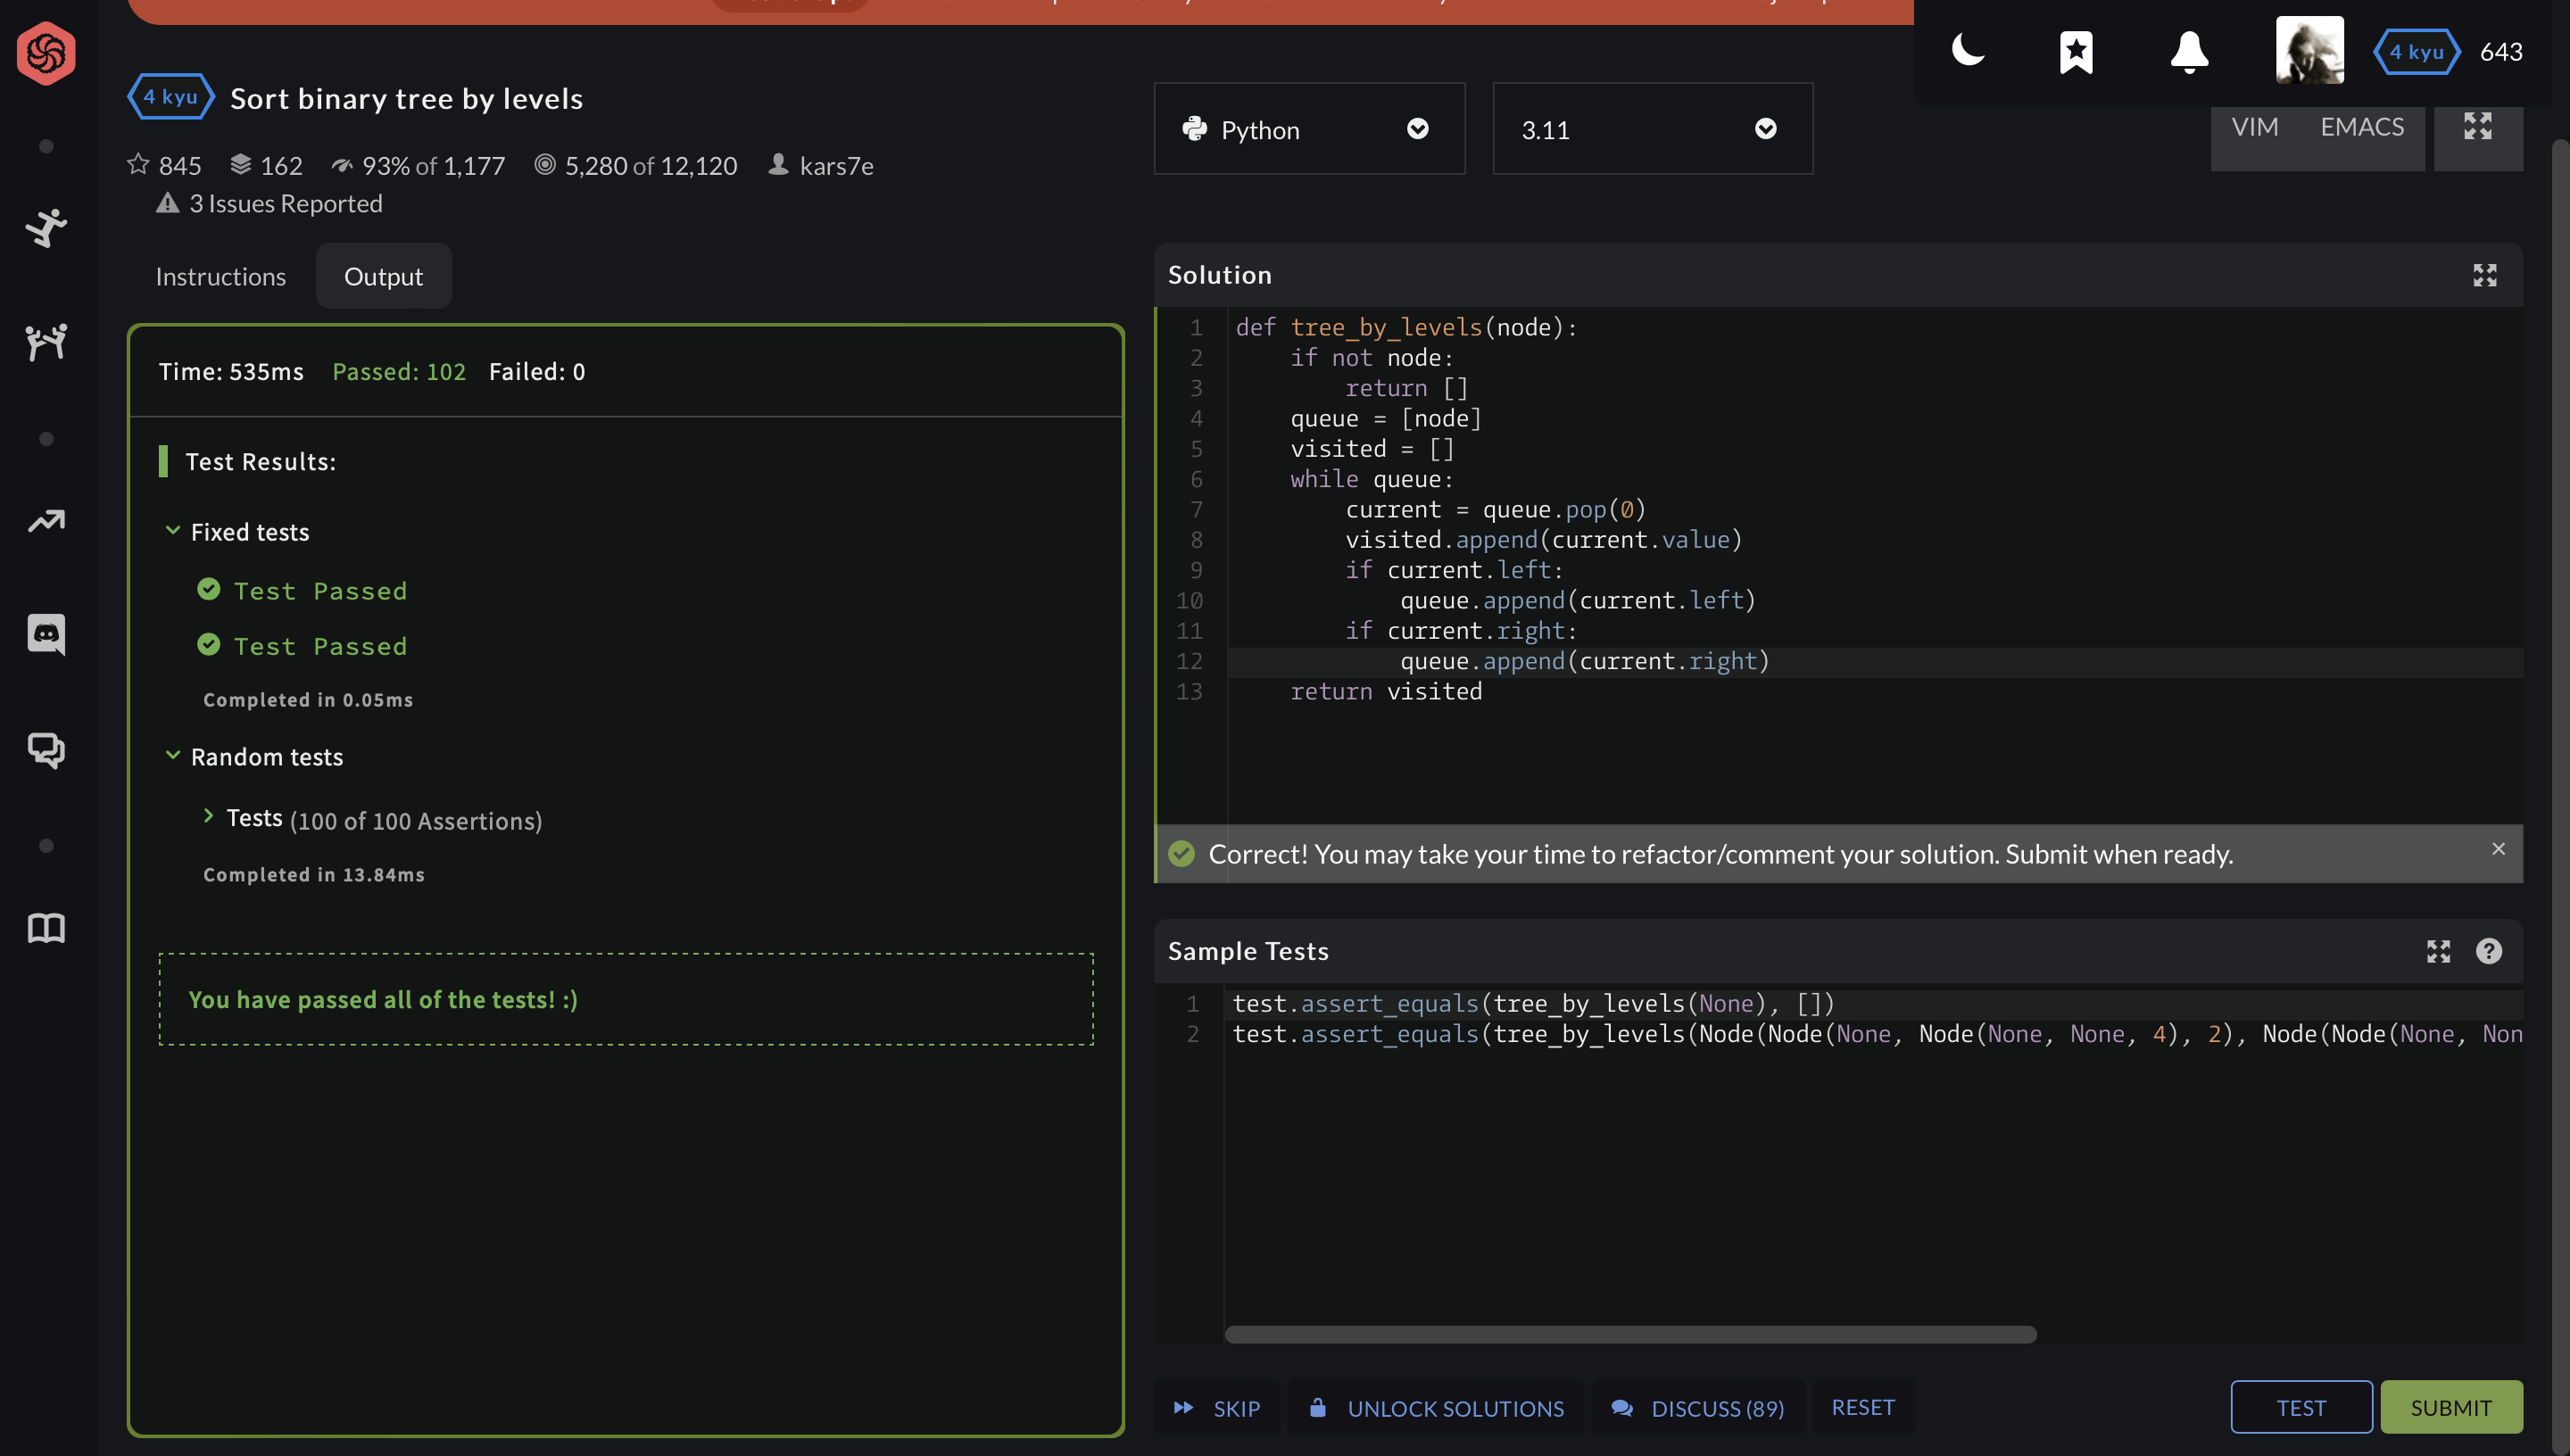 4 kyu 643
4 kyu Sort binary tree by levels
845 162 93% of 1,177 5,280 of 12,120 kars7e
3 Issues Reported
Python
3.11
VIM EMACS
Instructions Output
Time: 535ms Passed: 102 Failed: 0
Test Results:
Fixed tests
Test Passed
Test Passed
Completed in 0.05ms
Random tests
Tests (100 of 100 Assertions)
Completed in 13.84ms
You have passed all of the tests! :)
Solution
1 def tree_by_levels(node):
2     if not node:
3         return []
4     queue = [node]
5     visited = []
6     while queue:
7         current = queue.pop(0)
8         visited.append(current.value)
9         if current.left:
10             queue.append(current.left)
11         if current.right:
12             queue.append(current.right)
13     return visited
Correct! You may take your time to refactor/comment your solution. Submit when ready.
Sample Tests
1 test.assert_equals(tree_by_levels(None), [])
2 test.assert_equals(tree_by_levels(Node(Node(None, Node(None, None, 4), 2), Node(Node(None, Non
SKIP UNLOCK SOLUTIONS DISCUSS (89) RESET TEST SUBMIT